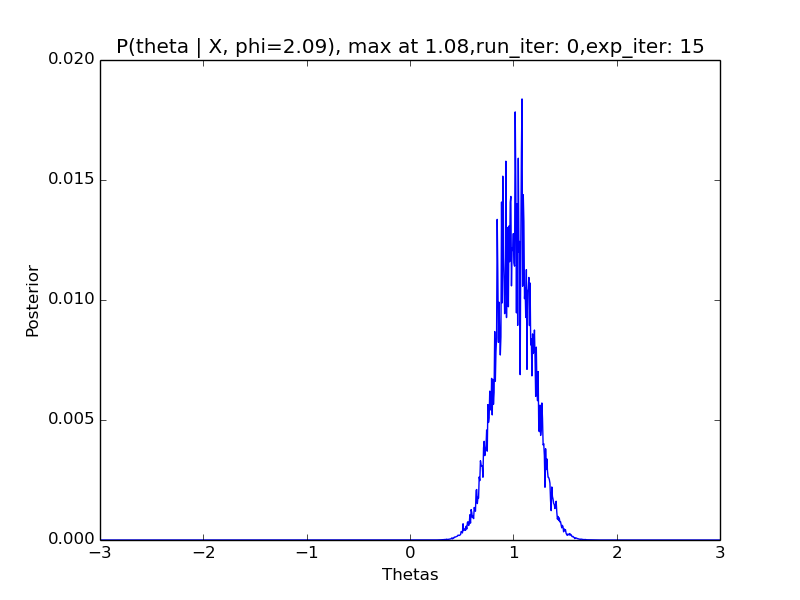 P(theta | X, phi=2.09), max at 1.08,run_iter: 0,exp_iter: 15
0.020
0.015
0.010
0.005
0.000
Posterior
−3 −2 −1 0 1 2 3
Thetas